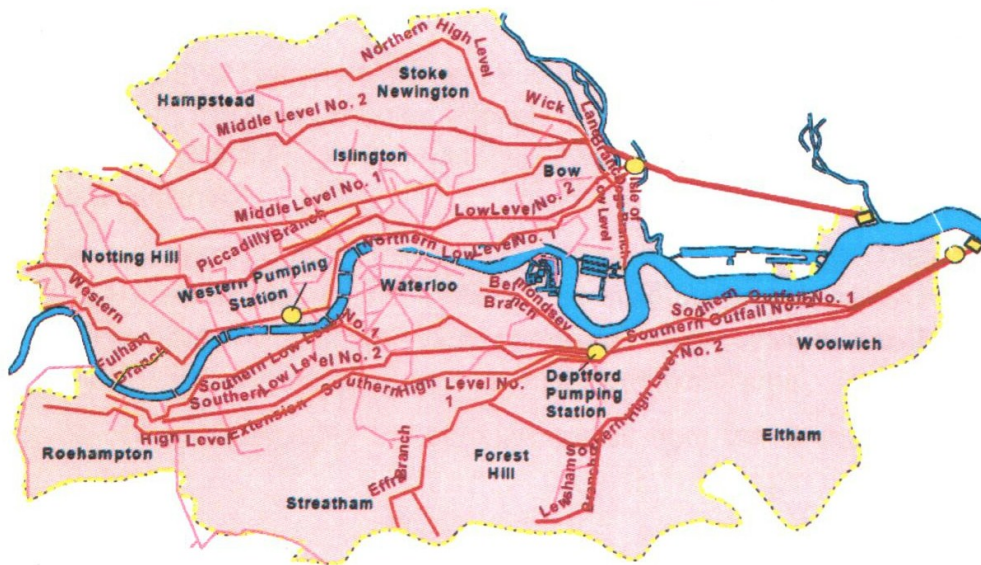 Northern High Level
Stoke
Newington
Hampstead
Middle Level No. 2
Wick
Lane
Branch
Islington
Bow
Isle of
Dogs Branch
Low Level
Middle Level No. 1
LowLevel No. 2
Piccadilly
Branch
Northern
Low
Level No. 1
Notting Hill
Western Pumping
Station
Waterloo
Western
Bermondsey
Branch
Southern
Outfall No. 1
Southern Outfall No. 2
Fulham
Branch
Southern Low Level No. 1
Southern Low Level No. 2
Woolwich
Deptford
Pumping
Station
Southern High Level No.
1
Southern High Level No. 2
High Level Extension
Roehampton
Eltham
Forest
Hill
Effra Branch
Streatham
Branch